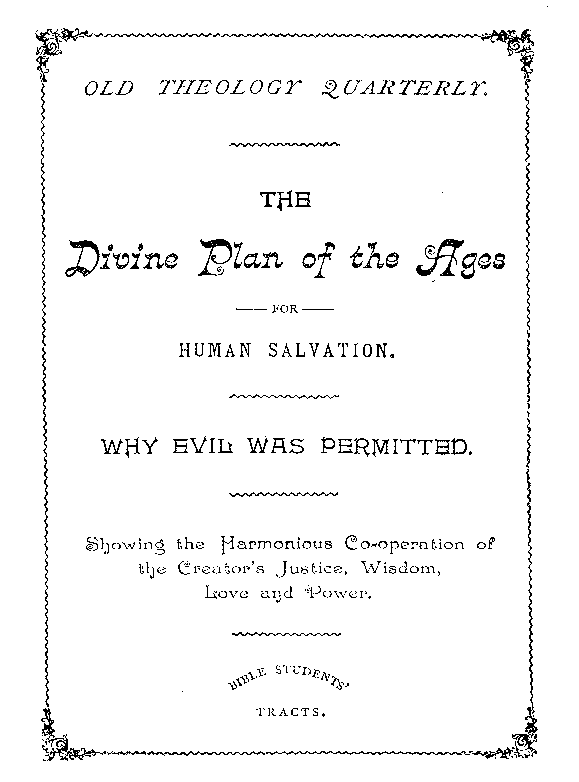 OLD THEOLOGY QUARTERLY.
THE
Divine Plan of the Ages
FOR
HUMAN SALVATION.
WHY EVIL WAS PERMITTED.
Showing the Harmonious Co-operation of
the Creator's Justice, Wisdom,
Love and Power.
BIBLE STUDENTS'
TRACTS.